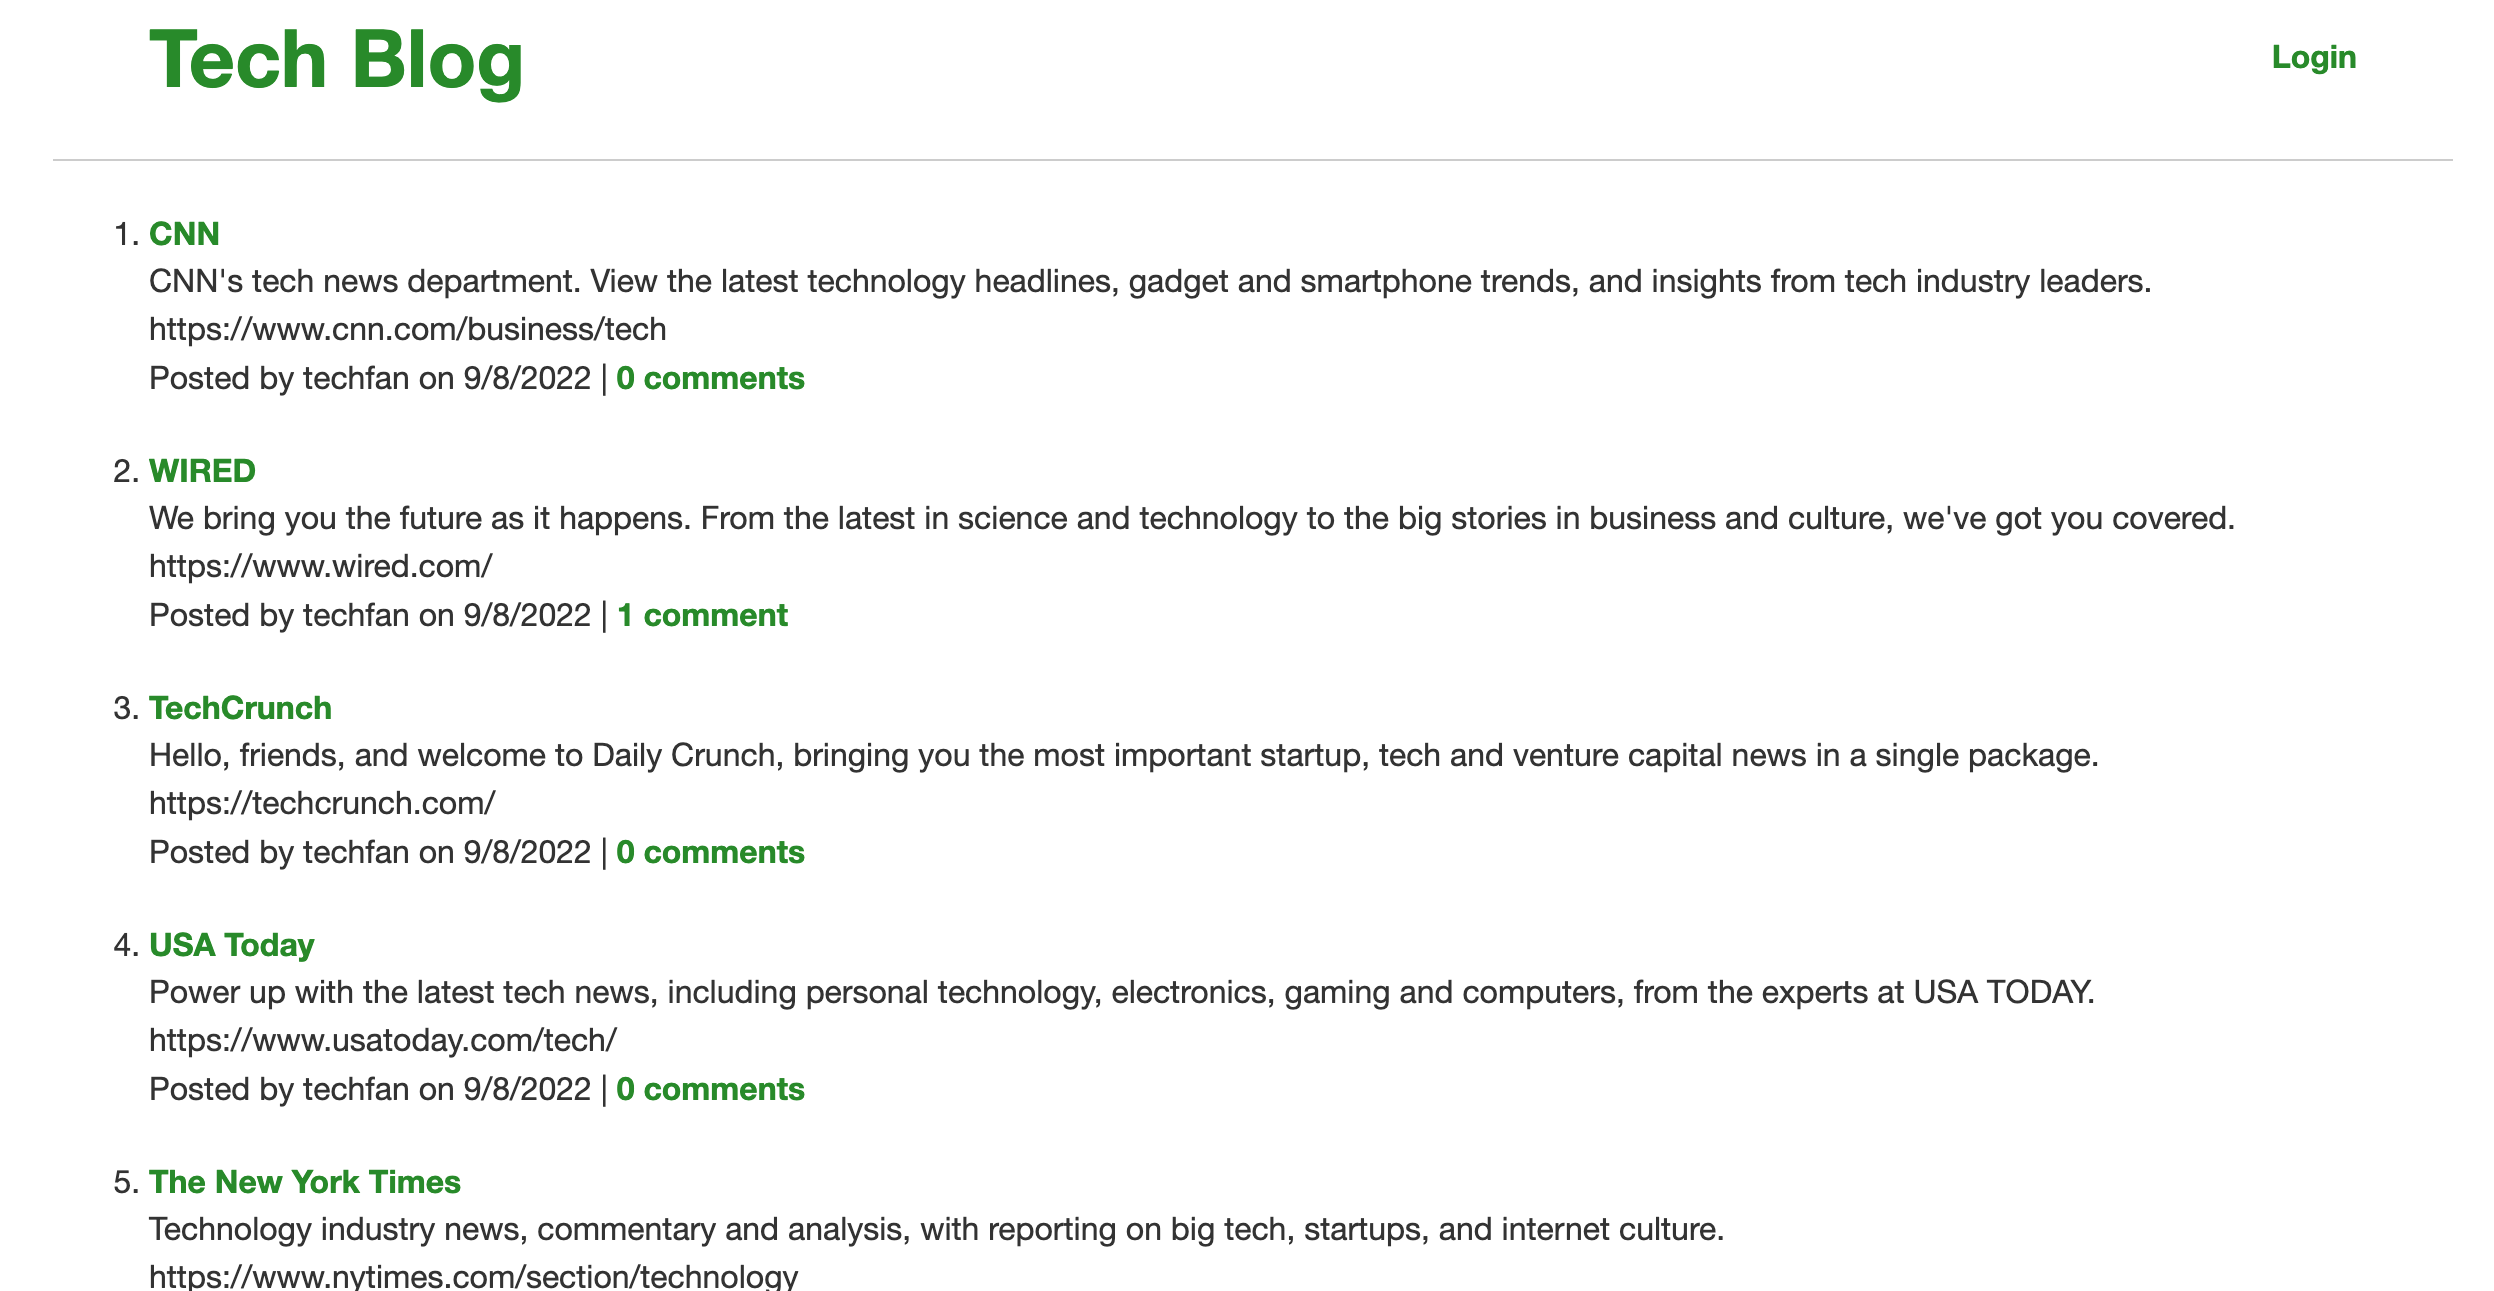 Tech Blog
Login
1. CNN
CNN's tech news department. View the latest technology headlines, gadget and smartphone trends, and insights from tech industry leaders.
https://www.cnn.com/business/tech
Posted by techfan on 9/8/2022 | 0 comments
2. WIRED
We bring you the future as it happens. From the latest in science and technology to the big stories in business and culture, we've got you covered.
https://www.wired.com/
Posted by techfan on 9/8/2022 | 1 comment
3. TechCrunch
Hello, friends, and welcome to Daily Crunch, bringing you the most important startup, tech and venture capital news in a single package.
https://techcrunch.com/
Posted by techfan on 9/8/2022 | 0 comments
4. USA Today
Power up with the latest tech news, including personal technology, electronics, gaming and computers, from the experts at USA TODAY.
https://www.usatoday.com/tech/
Posted by techfan on 9/8/2022 | 0 comments
5. The New York Times
Technology industry news, commentary and analysis, with reporting on big tech, startups, and internet culture.
https://www.nytimes.com/section/technology